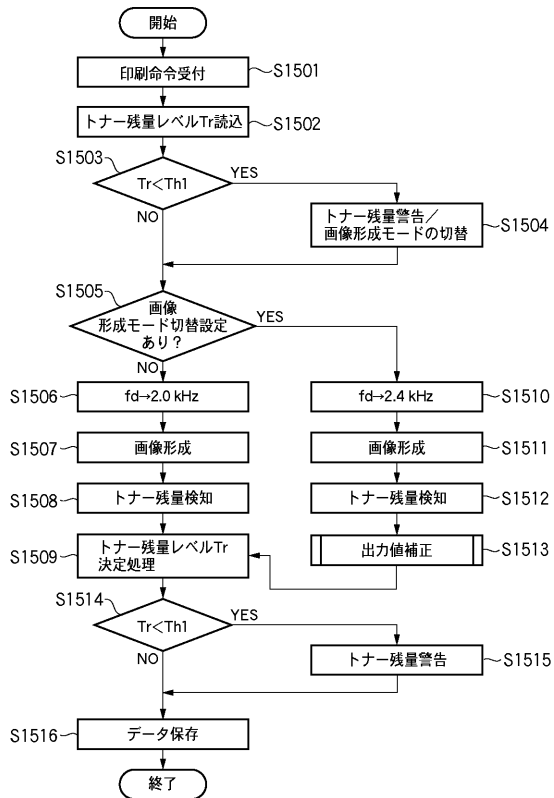 開始
印刷命令受付
S1501
トナー残量レベルTr読込
S1502
S1503
Tr<Th1
YES
NO
トナー残量警告／
画像形成モードの切替
S1504
S1505
画像
形成モード切替設定
あり？
YES
NO
S1506
fd→2.0 kHz
fd→2.4 kHz
S1510
S1507
画像形成
画像形成
S1511
S1508
トナー残量検知
トナー残量検知
S1512
S1509
トナー残量レベルTr
決定処理
出力値補正
S1513
S1514
Tr<Th1
YES
NO
トナー残量警告
S1515
S1516
データ保存
終了